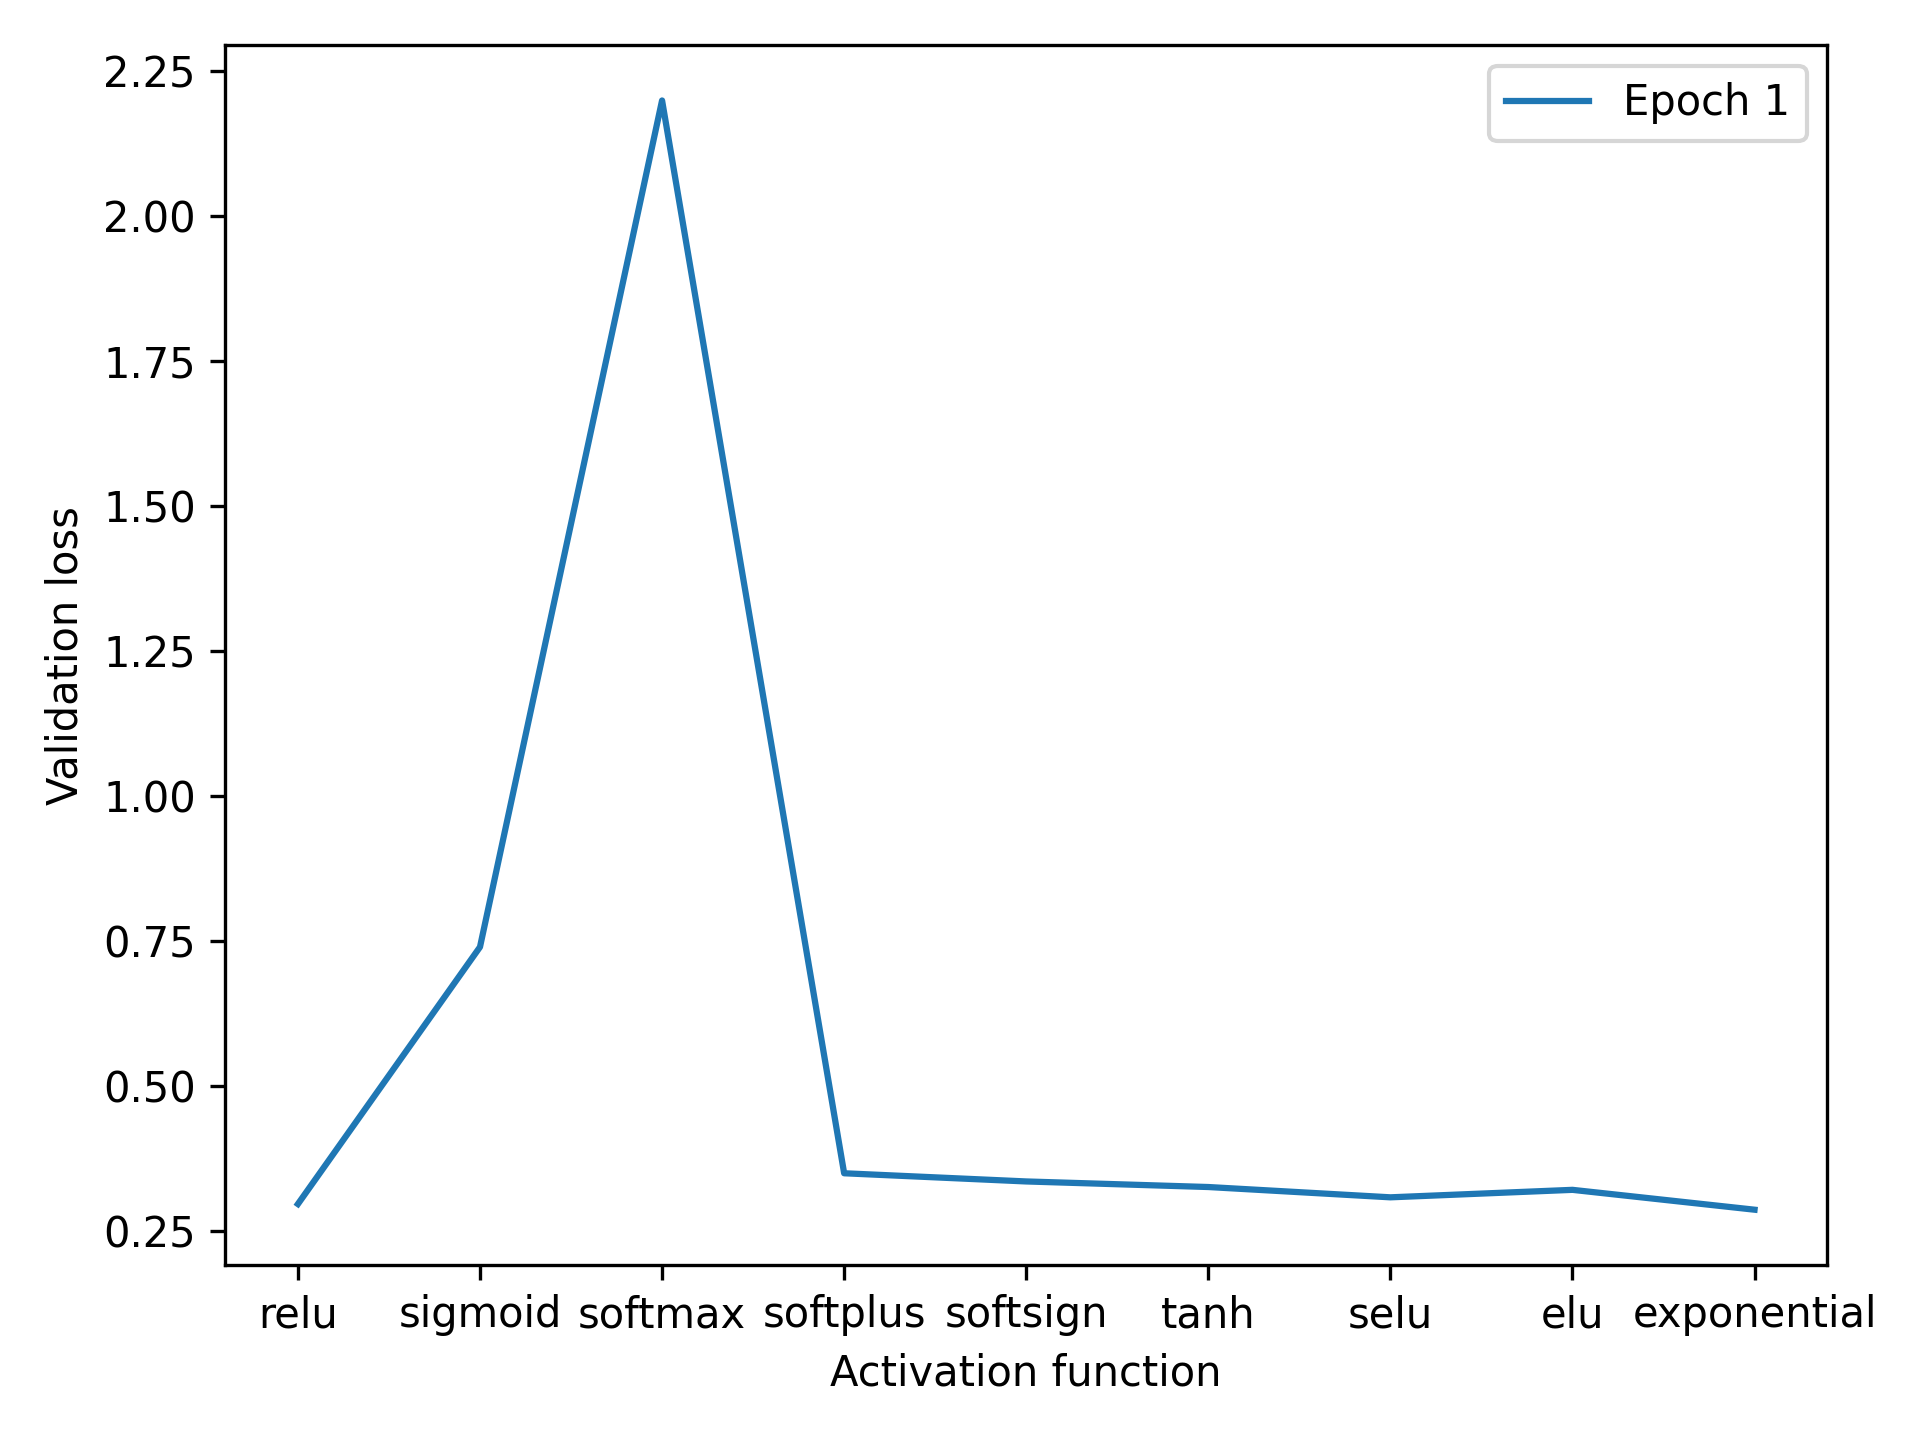 2.25
2.00
1.75
1.50
1.25
1.00
0.75
0.50
0.25
Validation loss
Epoch 1
relu sigmoid softmax softplus softsign tanh selu elu exponential
Activation function